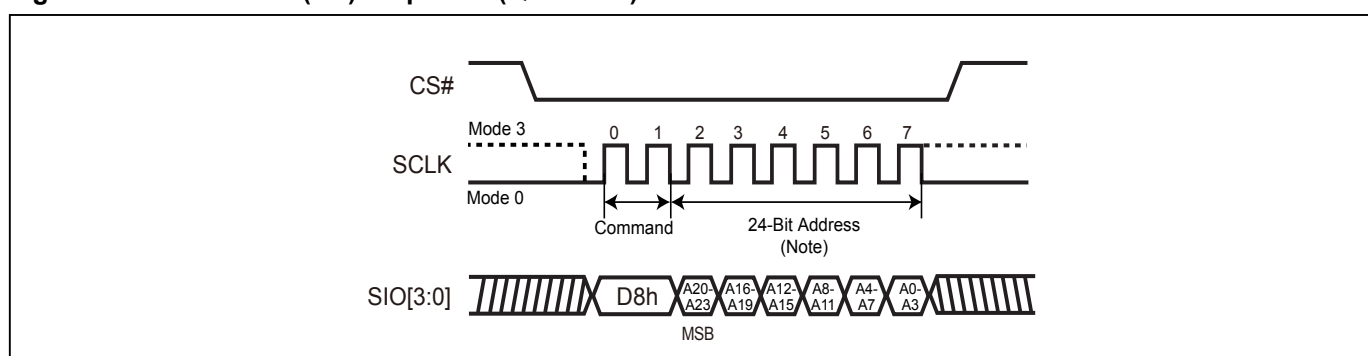 CS#
Mode 3
0 1 2 3 4 5 6 7
SCLK
Mode 0
Command
24-Bit Address
(Note)
SIO[3:0]
D8h
A20-
A23
A16-
A19
A12-
A15
A8-
A11
A4-
A7
A0-
A3
MSB